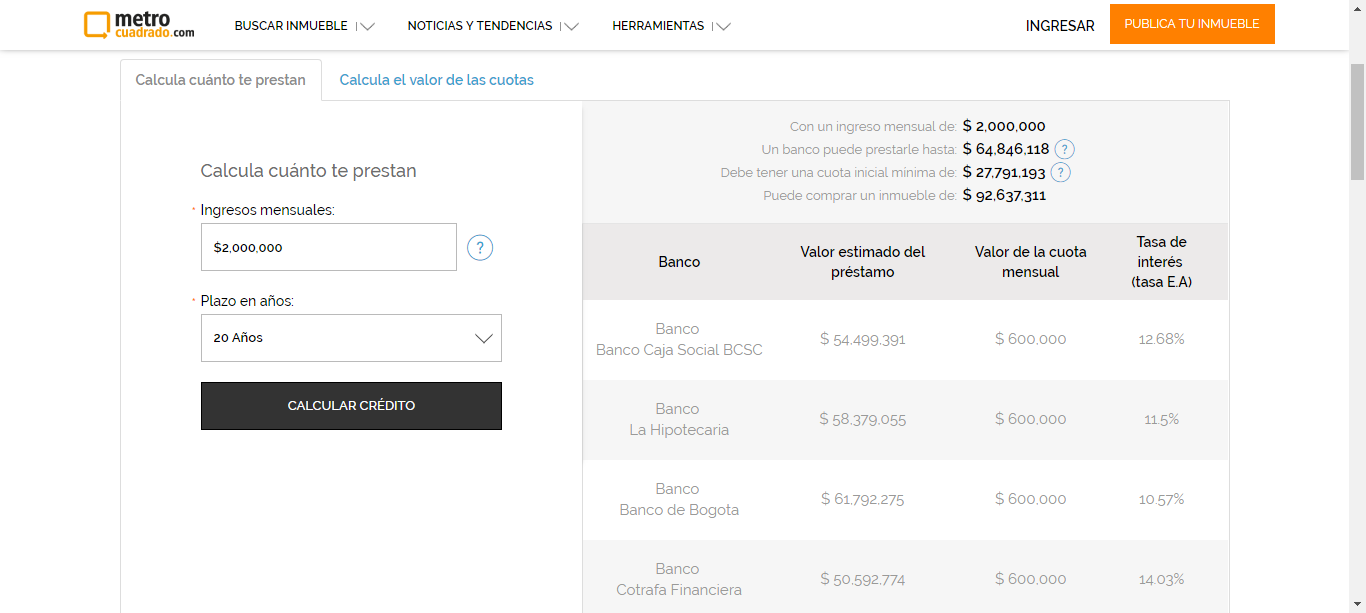 metro
cuadrado.com
BUSCAR INMUEBLE
NOTICIAS Y TENDENCIAS
HERRAMIENTAS
INGRESAR
PUBLICA TU INMUEBLE
Calcula cuánto te prestan
Calcula el valor de las cuotas
Calcula cuánto te prestan
* Ingresos mensuales:
$2,000,000
?
* Plazo en años:
20 Años
CALCULAR CRÉDITO
Con un ingreso mensual de: $ 2,000,000
Un banco puede prestarle hasta: $ 64,846,118 ?
Debe tener una cuota inicial mínima de: $ 27,791,193 ?
Puede comprar un inmueble de: $ 92,637,311
Banco
Valor estimado del
préstamo
Valor de la cuota
mensual
Tasa de
interés
(tasa E.A)
Banco
Banco Caja Social BCSC
$ 54,499,391
$ 600,000
12.68%
Banco
La Hipotecaria
$ 58,379,055
$ 600,000
11.5%
Banco
Banco de Bogota
$ 61,792,275
$ 600,000
10.57%
Banco
Cotrafa Financiera
$ 50,592,774
$ 600,000
14.03%